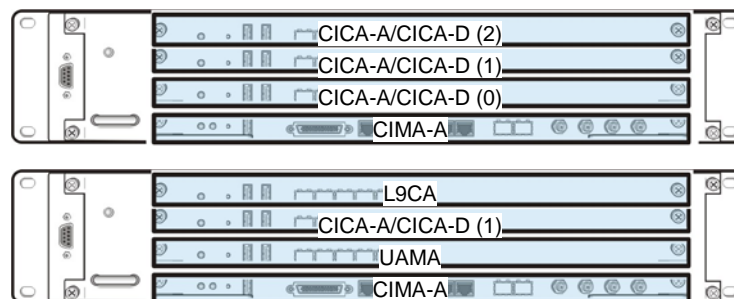 CICA-A/CICA-D (2)
CICA-A/CICA-D (1)
CICA-A/CICA-D (0)
CIMA-A
L9CA
CICA-A/CICA-D (1)
UAMA
CIMA-A